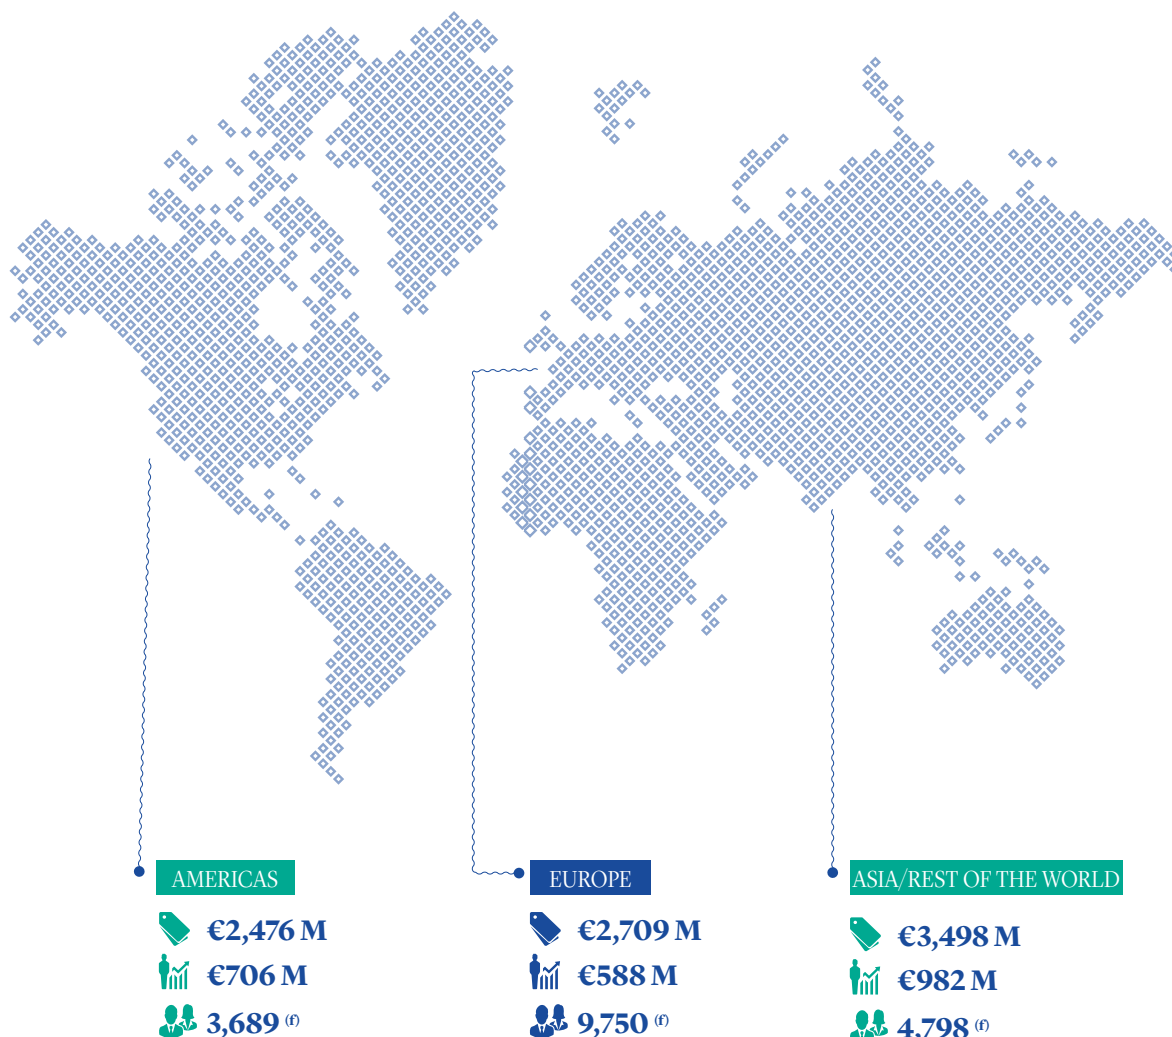 AMERICAS
€2,476 M
€706 M
3,689 (f)
EUROPE
€2,709 M
€588 M
9,750 (f)
ASIA/REST OF THE WORLD
€3,498 M
€982 M
4,798 (f)